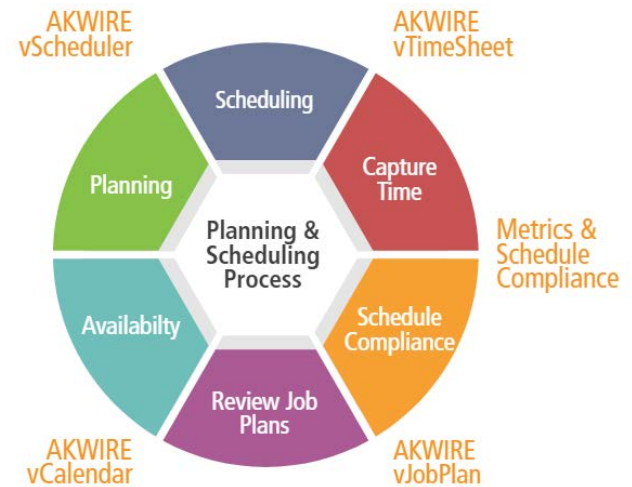 AKWIRE
vScheduler
AKWIRE
vTimeSheet
Scheduling
Planning
Capture
Time
Planning &
Scheduling
Process
Metrics &
Schedule
Compliance
Availabilty
Schedule
Compliance
Review Job
Plans
AKWIRE
vCalendar
AKWIRE
vJobPlan